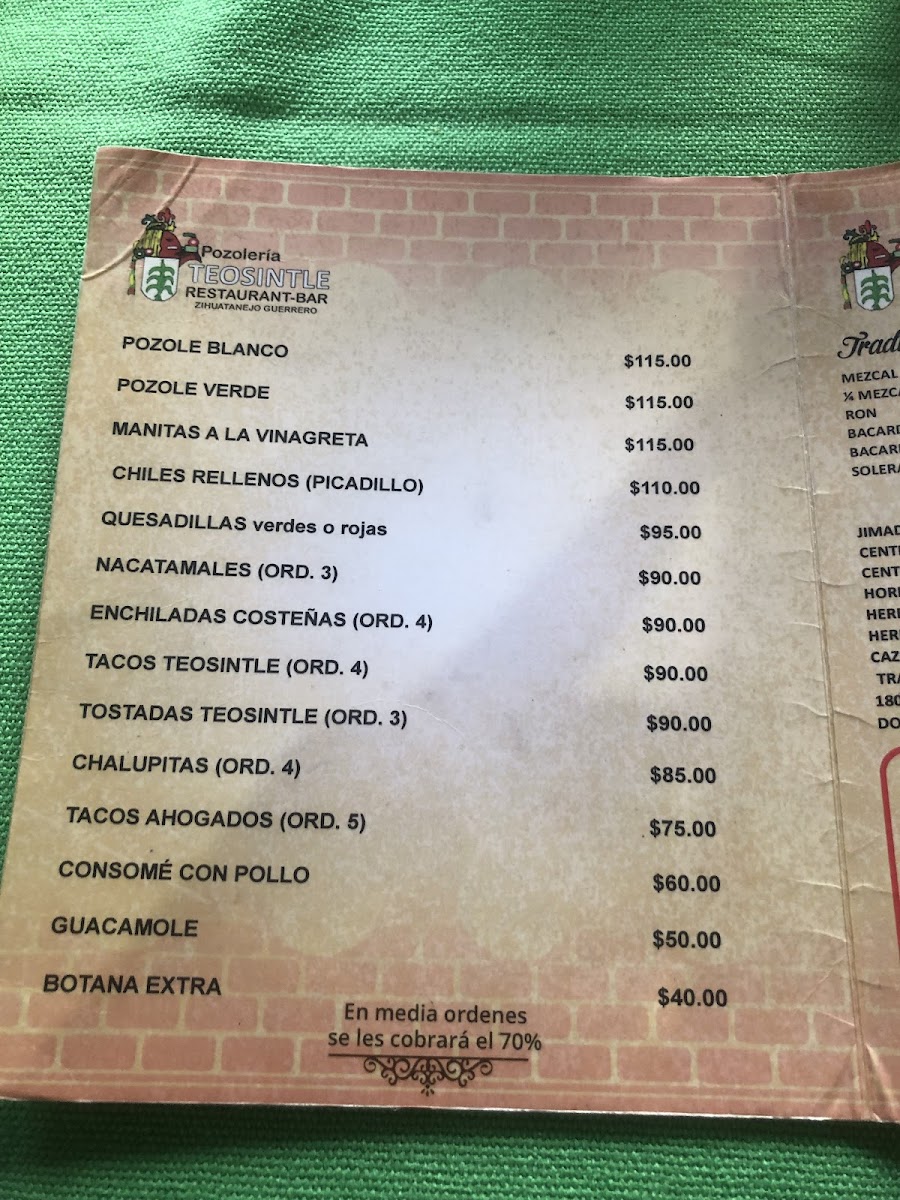 Pozolería
TEOSINTLE
RESTAURANT-BAR
ZIHUATANEJO GUERRERO
POZOLE BLANCO $115.00
POZOLE VERDE $115.00
MANITAS A LA VINAGRETA $115.00
CHILES RELLENOS (PICADILLO) $110.00
QUESADILLAS verdes o rojas $95.00
NACATAMALES (ORD. 3) $90.00
ENCHILADAS COSTEÑAS (ORD. 4) $90.00
TACOS TEOSINTLE (ORD. 4) $90.00
TOSTADAS TEOSINTLE (ORD. 3) $90.00
CHALUPITAS (ORD. 4) $85.00
TACOS AHOGADOS (ORD. 5) $75.00
CONSOMÉ CON POLLO $60.00
GUACAMOLE $50.00
BOTANA EXTRA $40.00
En media ordenes
se les cobrará el 70%
MEZCAL
¼
RON